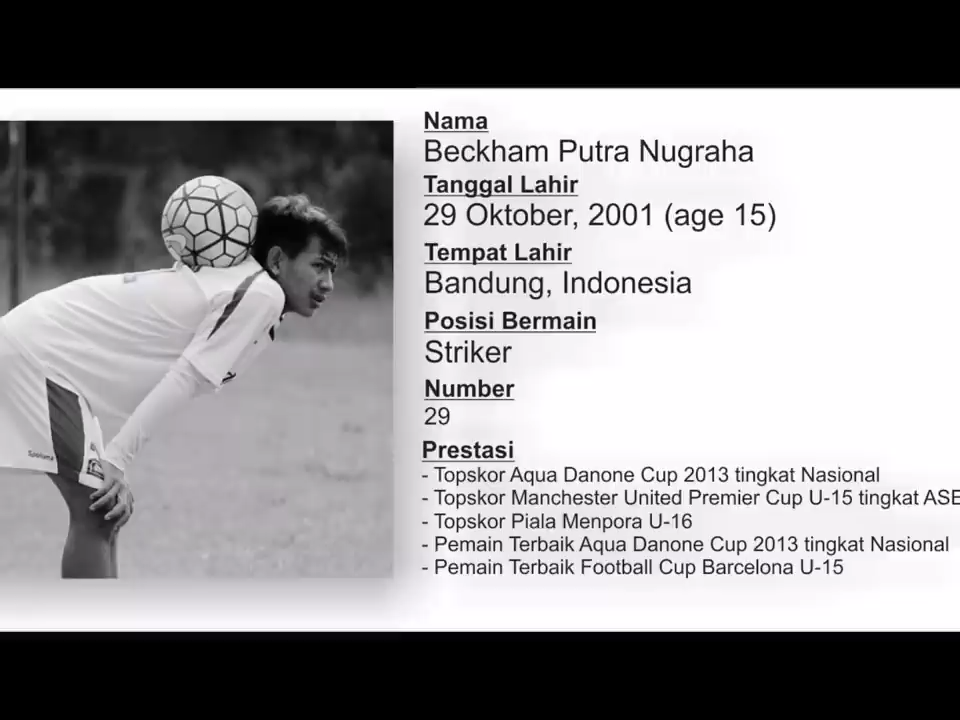 Nama
Beckham Putra Nugraha
Tanggal Lahir
29 Oktober, 2001 (age 15)
Tempat Lahir
Bandung, Indonesia
Posisi Bermain
Striker
Number
29
Prestasi
- Topskor Aqua Danone Cup 2013 tingkat Nasional
- Topskor Manchester United Premier Cup U-15 tingkat ASE
- Topskor Piala Menpora U-16
- Pemain Terbaik Aqua Danone Cup 2013 tingkat Nasional
- Pemain Terbaik Football Cup Barcelona U-15